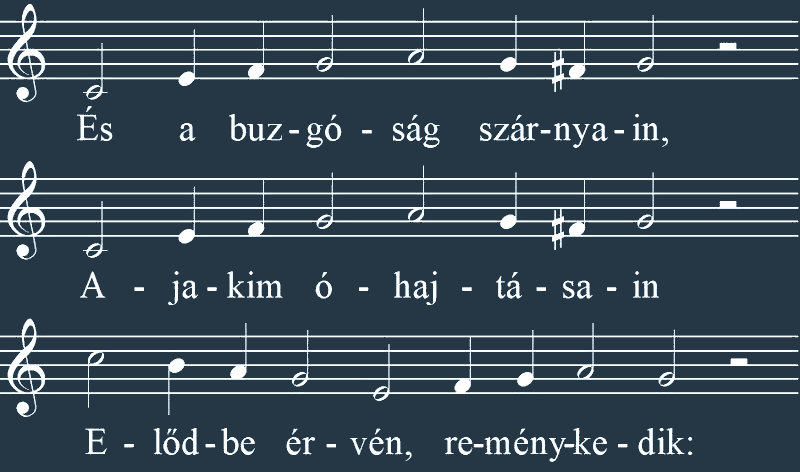 És a buz-gó - ság szár-nya-in,
A - ja-kim ó - haj - tá - sa - in
E - lőd-be ér - vén, re-mény-ke - dik: